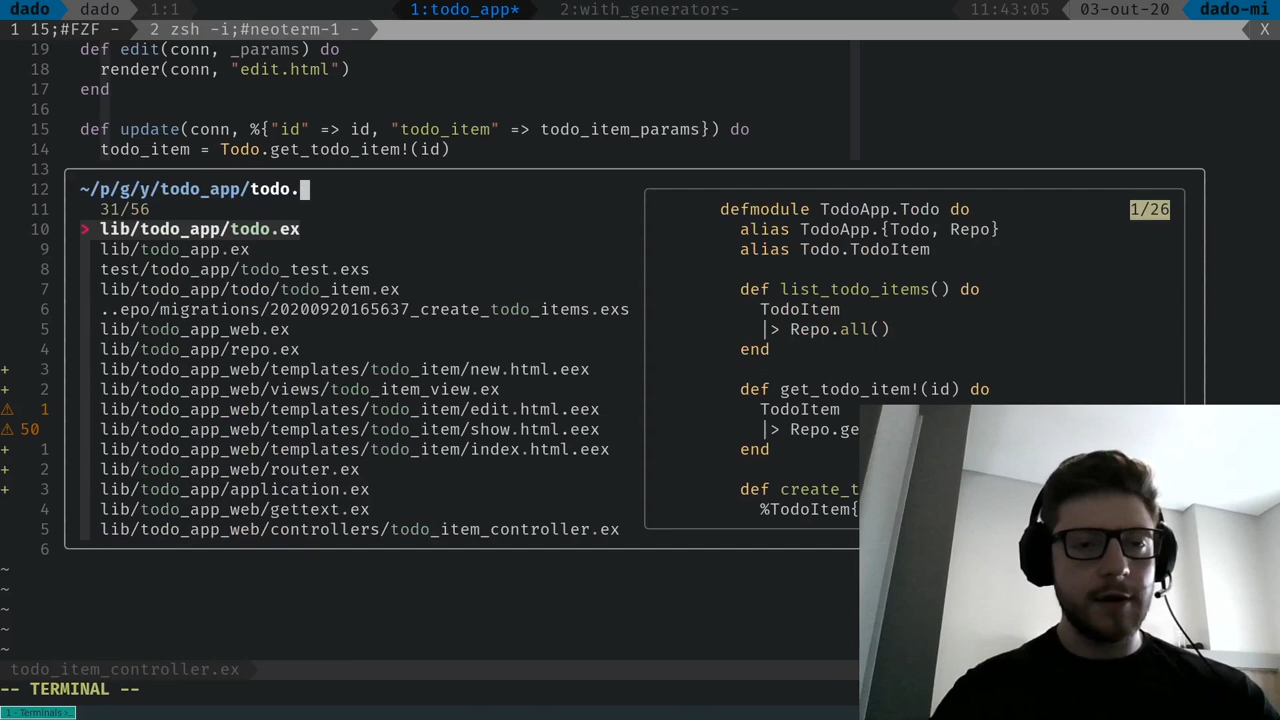 dado dado 1:1 1:todo_app* 2:with_generators- 11:43:05 03-out-20 dado-mi
1 15;#FZF - 2 zsh -i;#neoterm-1 - X
19 def edit(conn, _params) do
18 render(conn, "edit.html")
17 end
16
15 def update(conn, %{"id" => id, "todo_item" => todo_item_params}) do
14 todo_item = Todo.get_todo_item!(id)
13
12 ~/p/g/y/todo_app/todo.
11 31/56 defmodule TodoApp.Todo do 1/26
10 > lib/todo_app/todo.ex alias TodoApp.{Todo, Repo}
9 lib/todo_app.ex alias Todo.TodoItem
8 test/todo_app/todo_test.exs
7 lib/todo_app/todo/todo_item.ex def list_todo_items() do
6 ..epo/migrations/20200920165637_create_todo_items.exs TodoItem
5 lib/todo_app_web.ex |> Repo.all()
4 lib/todo_app/repo.ex end
+ 3 lib/todo_app_web/templates/todo_item/new.html.eex
+ 2 lib/todo_app_web/views/todo_item_view.ex def get_todo_item!(id) do
⚠ 1 lib/todo_app_web/templates/todo_item/edit.html.eex TodoItem
⚠ 50 lib/todo_app_web/templates/todo_item/show.html.eex |> Repo.ge
+ 1 lib/todo_app_web/templates/todo_item/index.html.eex end
+ 2 lib/todo_app_web/router.ex
+ 3 lib/todo_app/application.ex def create_t
4 lib/todo_app_web/gettext.ex %TodoItem{
5 lib/todo_app_web/controllers/todo_item_controller.ex
6
~
~
~
~
~
todo_item_controller.ex
-- TERMINAL --
1 - Terminals ›...